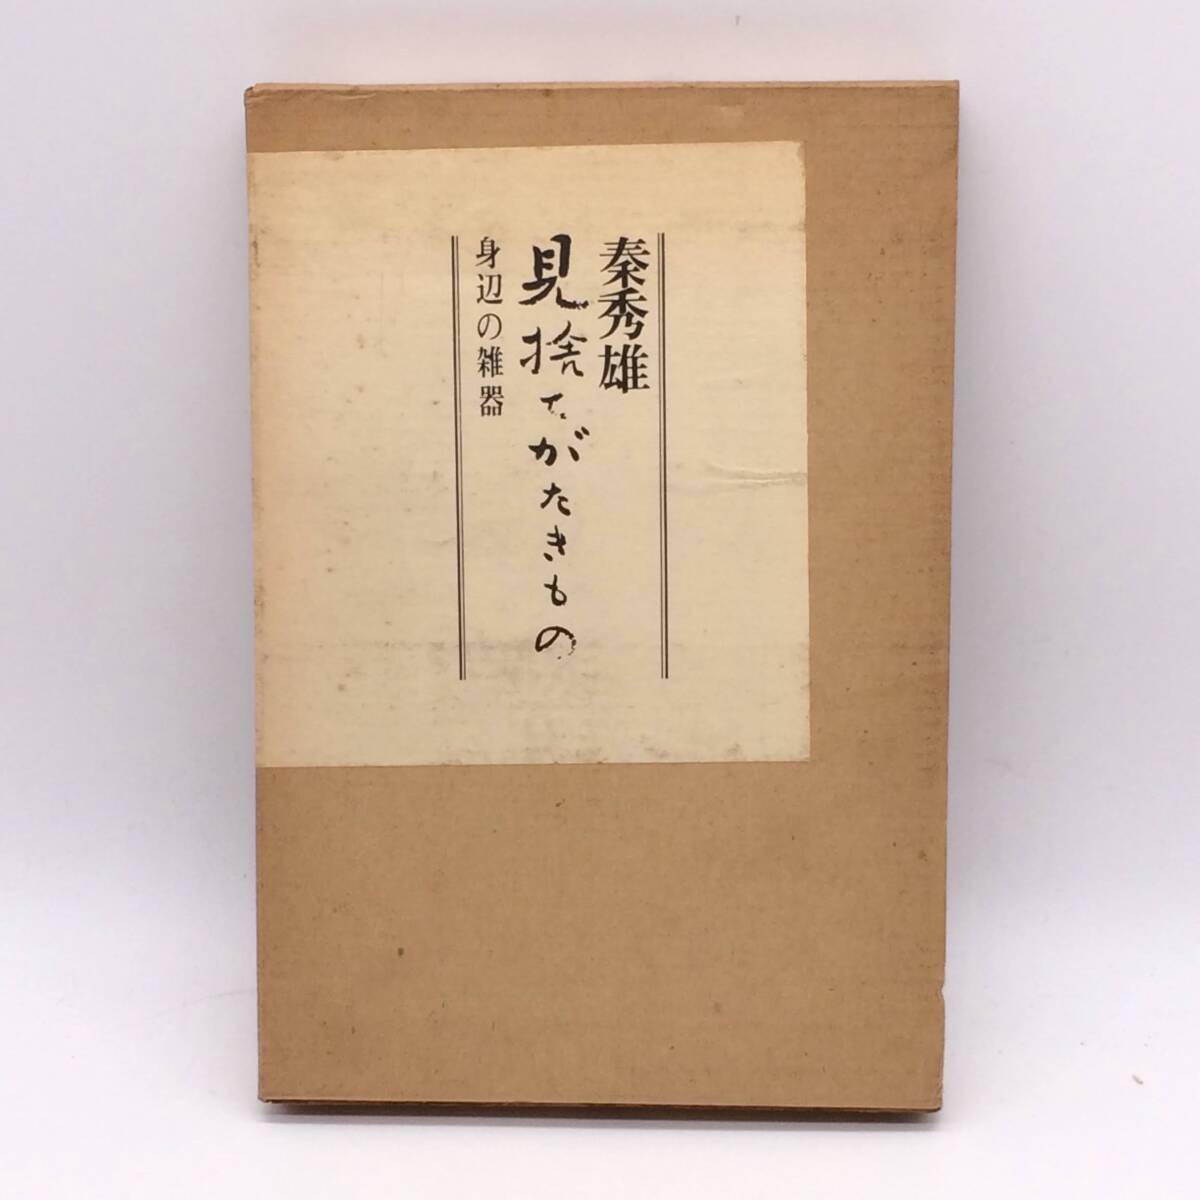 秦秀雄
見捨てがたきもの
身辺の雑器